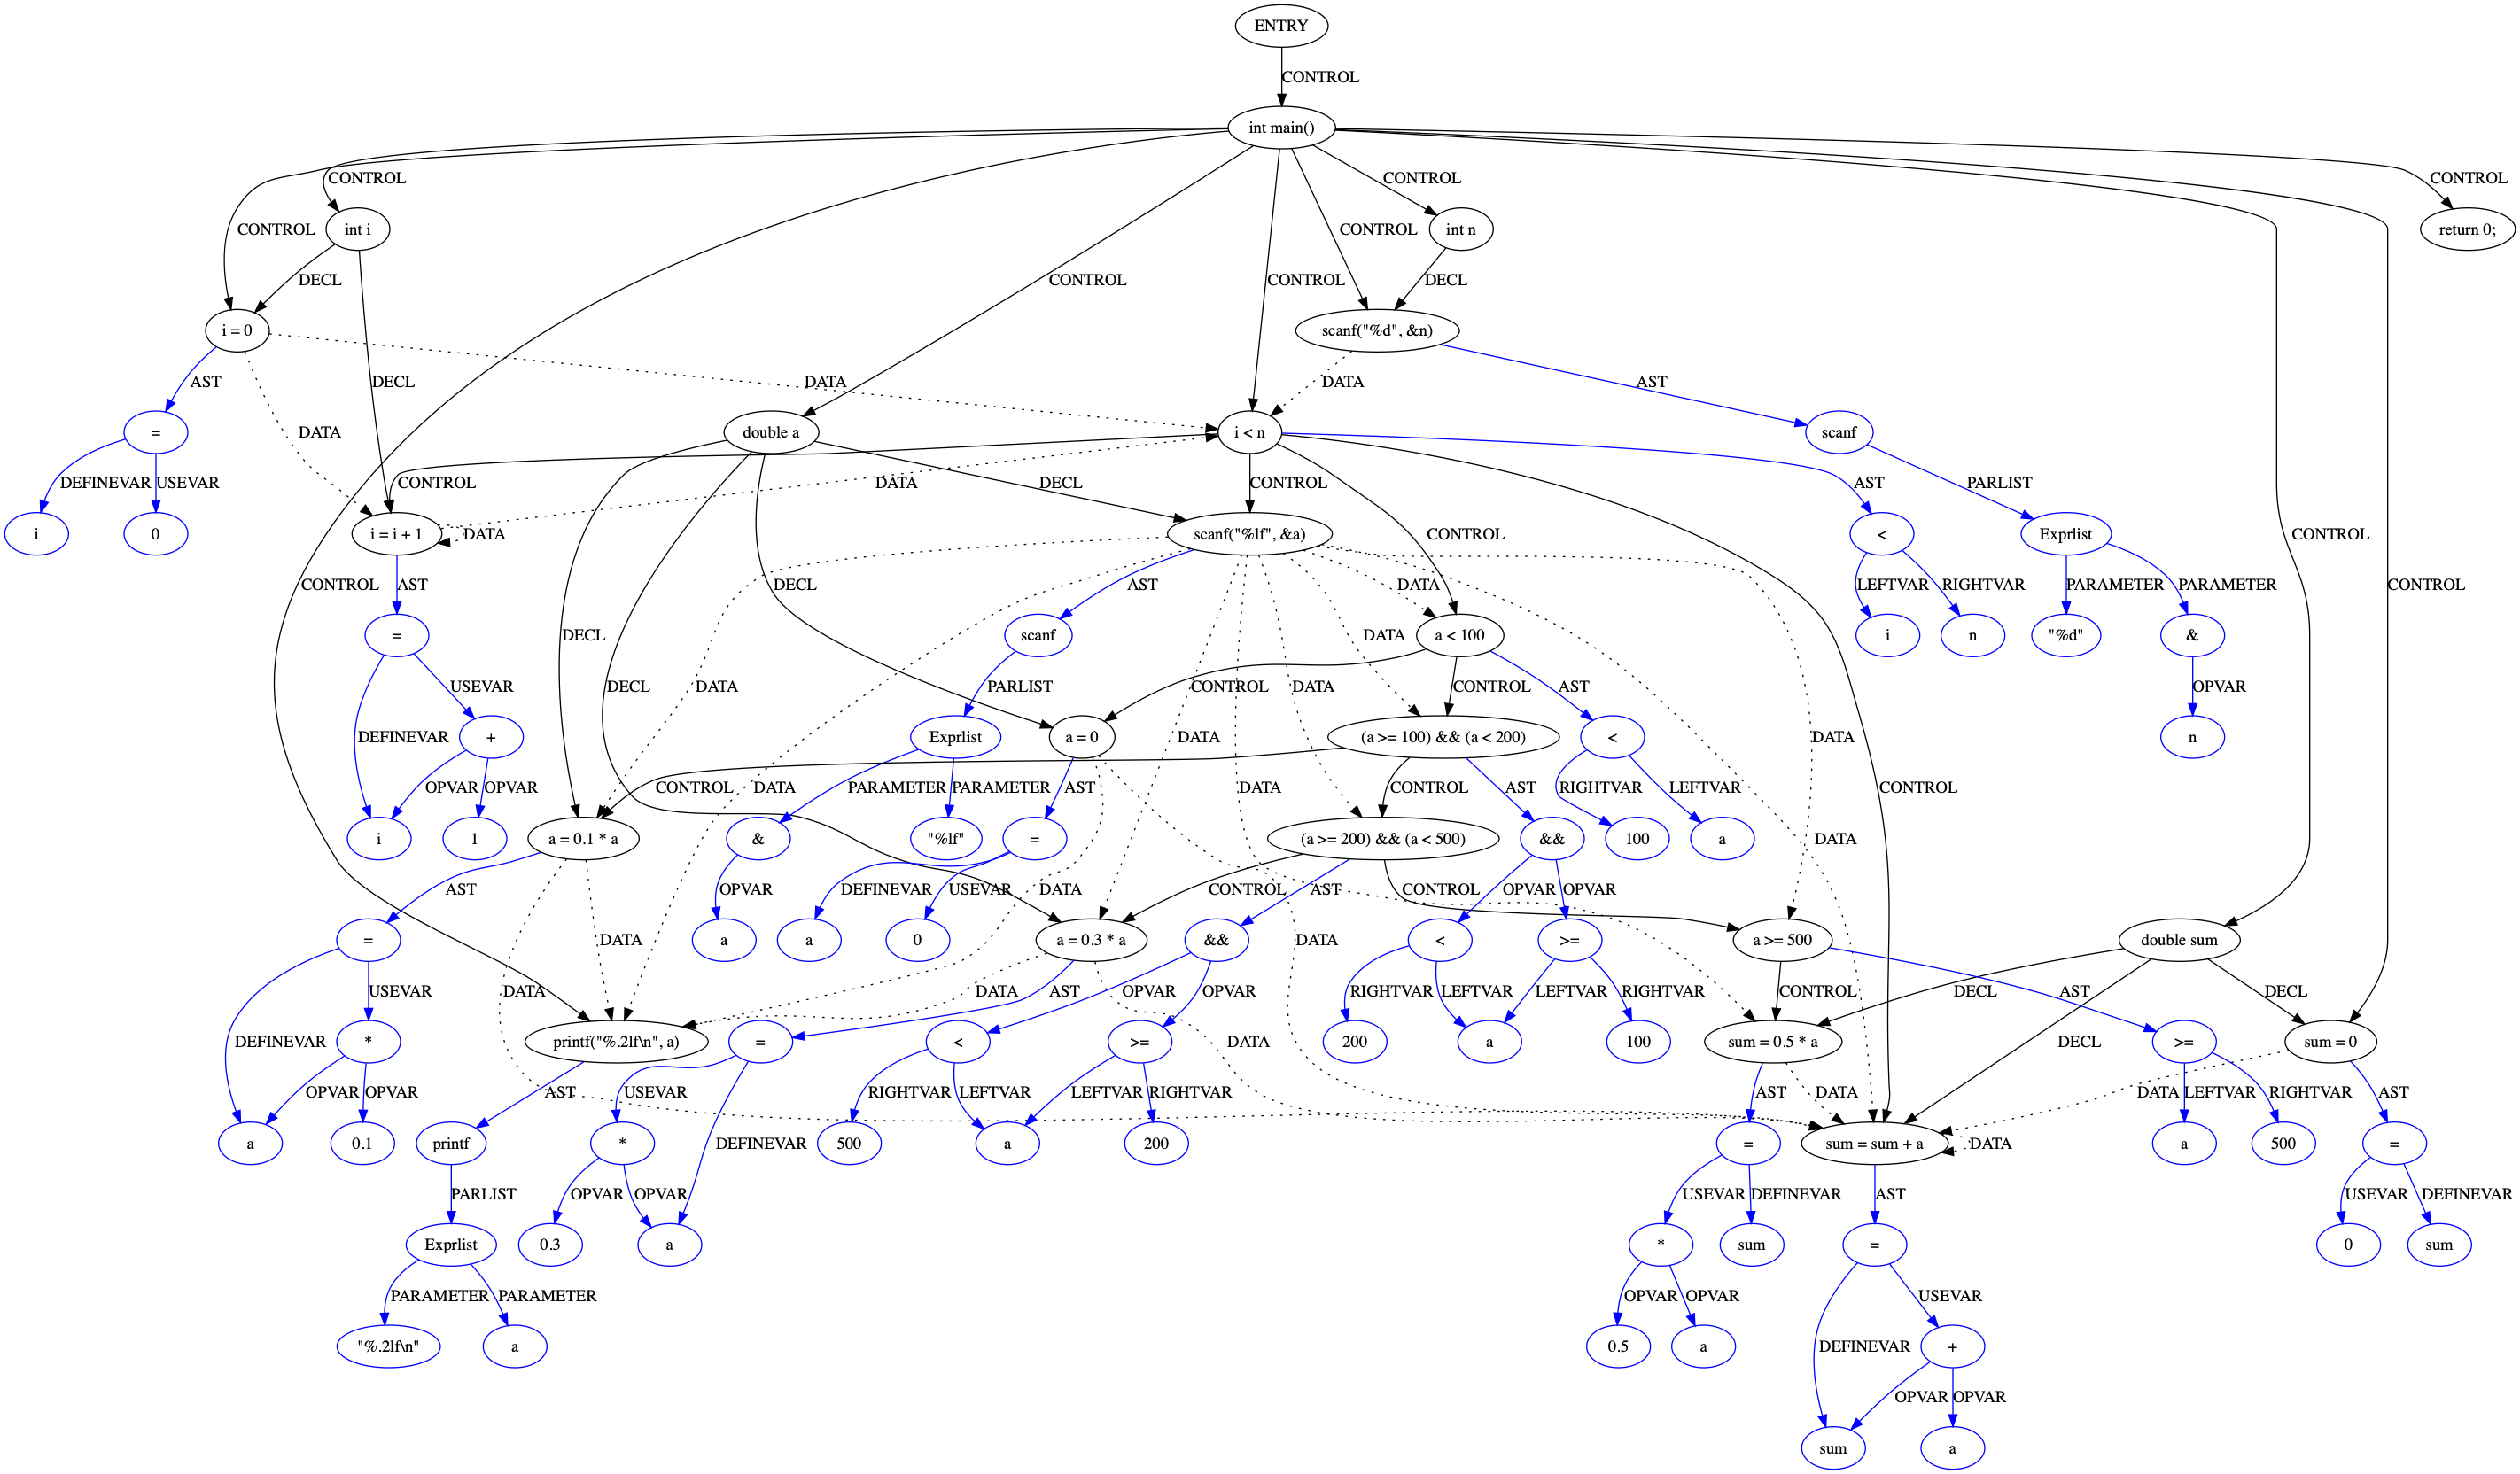 ENTRY
CONTROL
int main()
CONTROL
CONTROL
CONTROL
CONTROL
int i
CONTROL
CONTROL
int n
return 0;
DECL
CONTROL
CONTROL
DECL
i = 0
scanf("%d", &n)
AST
DECL
DATA
DATA
AST
=
DATA
double a
i < n
scanf
DEFINEVAR
USEVAR
CONTROL
DATA
DECL
CONTROL
AST
PARLIST
i
0
i = i + 1
DATA
scanf("%lf", &a)
CONTROL
<
Exprlist
CONTROL
CONTROL
AST
DECL
AST
DATA
LEFTVAR
RIGHTVAR
PARAMETER
PARAMETER
=
DECL
scanf
DATA
a < 100
i
n
"%d"
&
USEVAR
DECL
DATA
PARLIST
CONTROL
DATA
CONTROL
AST
OPVAR
DEFINEVAR
+
Exprlist
a = 0
DATA
(a >= 100) && (a < 200)
<
DATA
n
OPVAR
OPVAR
CONTROL
DATA
PARAMETER
PARAMETER
AST
DATA
CONTROL
AST
RIGHTVAR
LEFTVAR
CONTROL
i
1
a = 0.1 * a
&
"%lf"
=
(a >= 200) && (a < 500)
&&
100
a
DATA
AST
OPVAR
DEFINEVAR
USEVAR
DATA
CONTROL
AST
CONTROL
OPVAR
OPVAR
=
DATA
a
a
0
a = 0.3 * a
&&
DATA
<
>=
a >= 500
double sum
DATA
USEVAR
DATA
AST
OPVAR
OPVAR
RIGHTVAR
LEFTVAR
LEFTVAR
RIGHTVAR
CONTROL
DECL
AST
DECL
DEFINEVAR
*
printf("%.2lf\n", a)
=
<
>=
DATA
200
a
100
sum = 0.5 * a
DECL
>=
sum = 0
OPVAR
OPVAR
AST
USEVAR
RIGHTVAR
LEFTVAR
LEFTVAR
RIGHTVAR
AST
DATA
DATA
LEFTVAR
RIGHTVAR
AST
a
0.1
printf
*
DEFINEVAR
500
a
200
=
sum = sum + a
DATA
a
500
=
PARLIST
OPVAR
OPVAR
USEVAR
DEFINEVAR
AST
USEVAR
DEFINEVAR
Exprlist
0.3
a
*
sum
=
0
sum
PARAMETER
PARAMETER
OPVAR
OPVAR
USEVAR
"%.2lf\n"
a
0.5
a
DEFINEVAR
+
OPVAR
OPVAR
sum
a